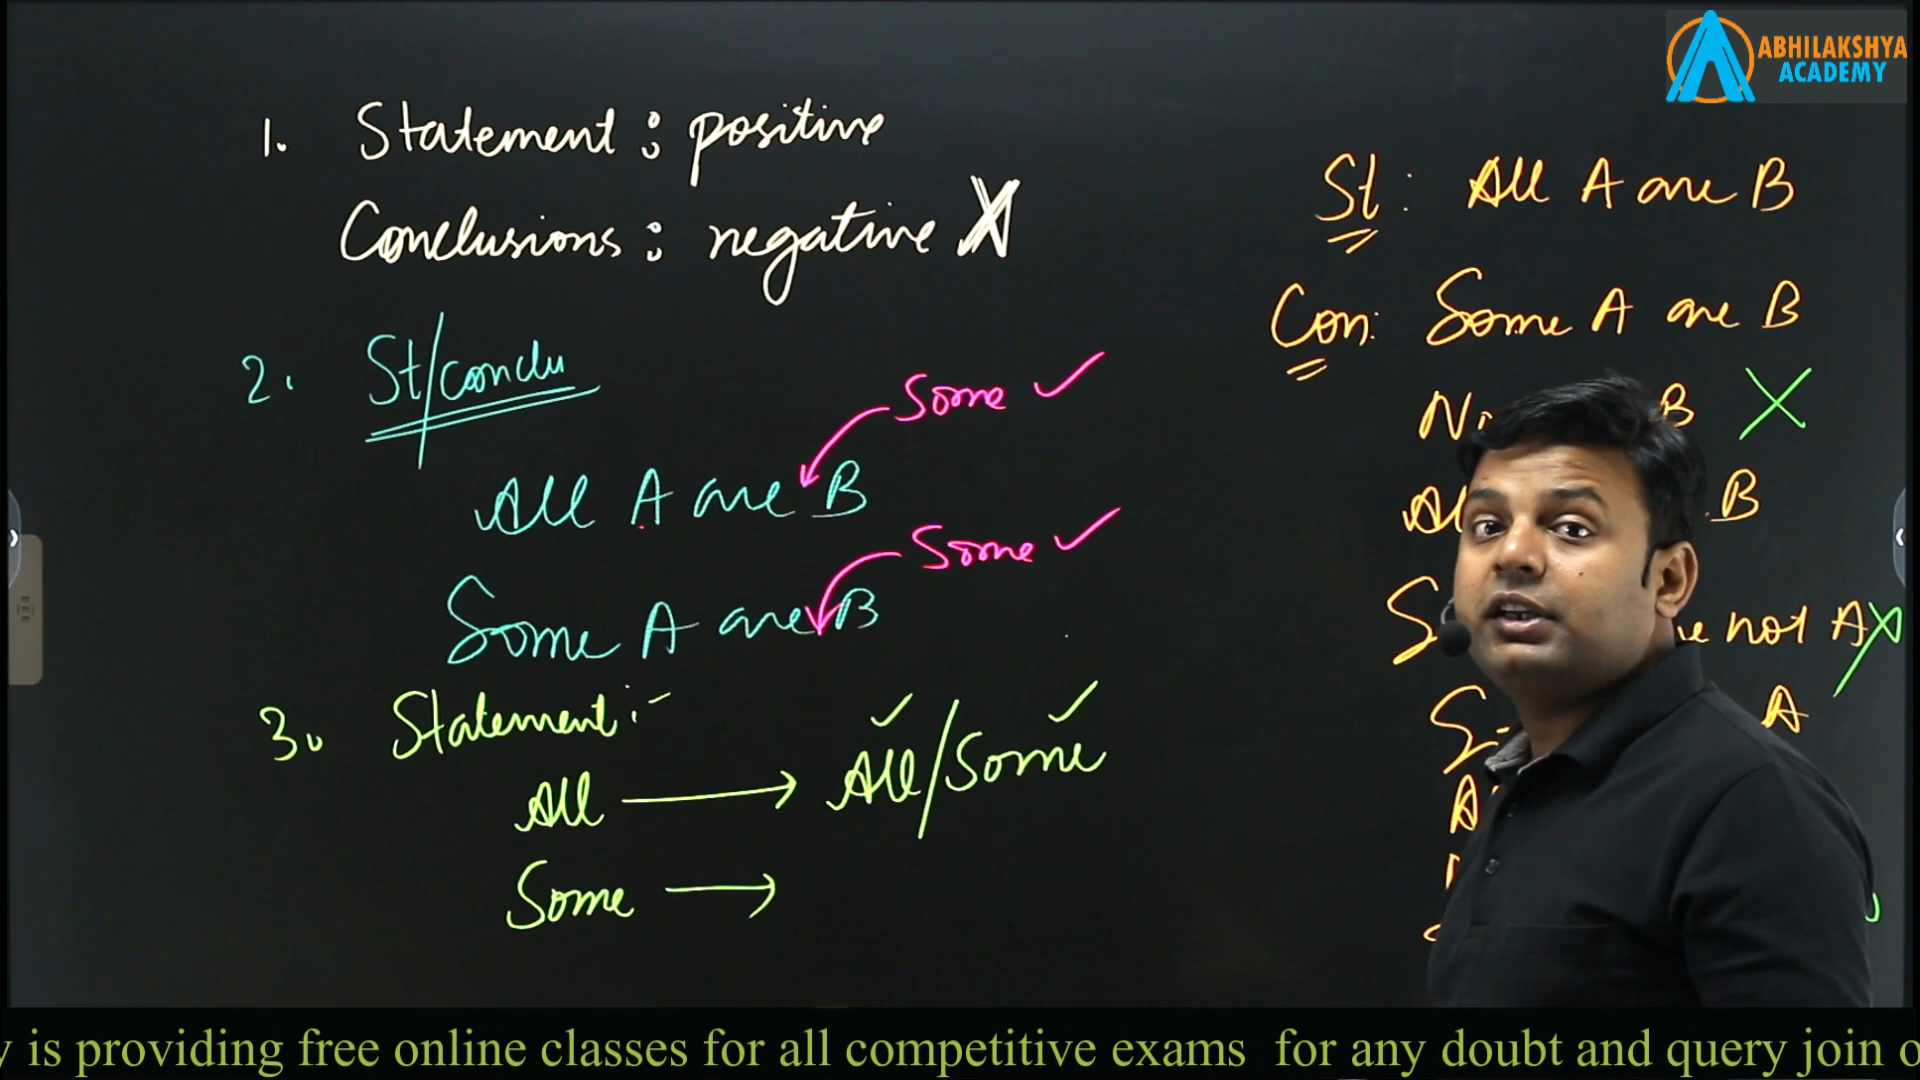 ABHILAKSHYA
ACADEMY
1. Statement : positive
Conclusions : negative X
2. St/conclu
Some ✓
All A are B
Some ✓
Some A are B
3. Statement :-
All → All/Some
✓ ✓
Some →
St : All A are B
Con: Some A are B
B X
B
not A X
A
is providing free online classes for all competitive exams for any doubt and query join